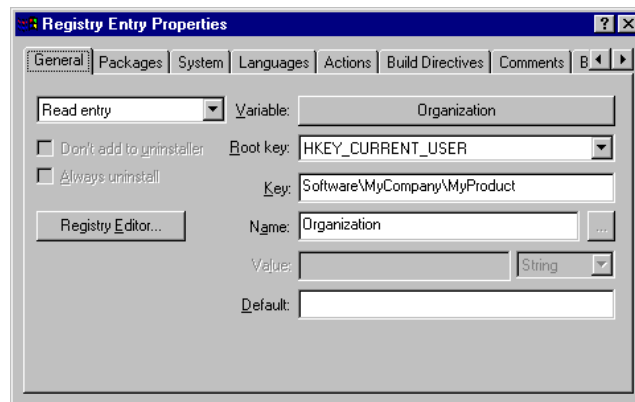 Registry Entry Properties
General Packages System Languages Actions Build Directives Comments B
Read entry Variable: Organization
Don't add to uninstaller Root key: HKEY_CURRENT_USER
Always uninstall Key: Software\MyCompany\MyProduct
Registry Editor... Name: Organization ...
Value: String
Default: